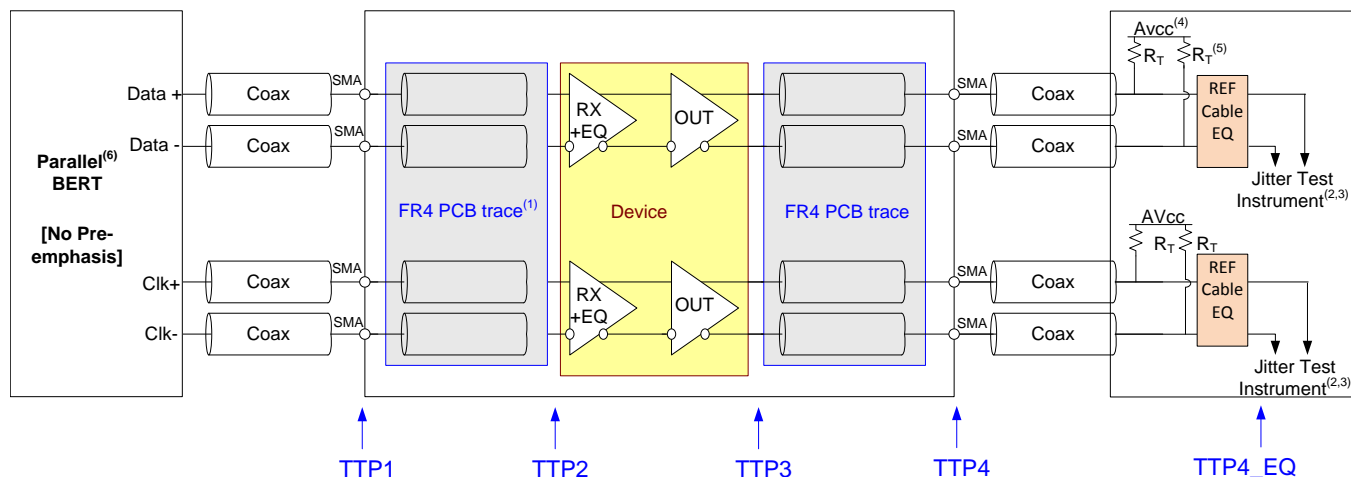 Parallel(6)
BERT
[No Pre-
emphasis]
Data +
Data -
Clk+
Clk-
Coax
Coax
Coax
Coax
SMA
SMA
SMA
SMA
FR4 PCB trace(1)
RX
+EQ
OUT
Device
RX
+EQ
OUT
FR4 PCB trace
SMA
SMA
SMA
SMA
Coax
Coax
Coax
Coax
Avcc(4)
RT
RT(5)
REF
Cable
EQ
Jitter Test
Instrument(2,3)
AVcc
RT
RT
REF
Cable
EQ
Jitter Test
Instrument(2,3)
TTP1
TTP2
TTP3
TTP4
TTP4_EQ